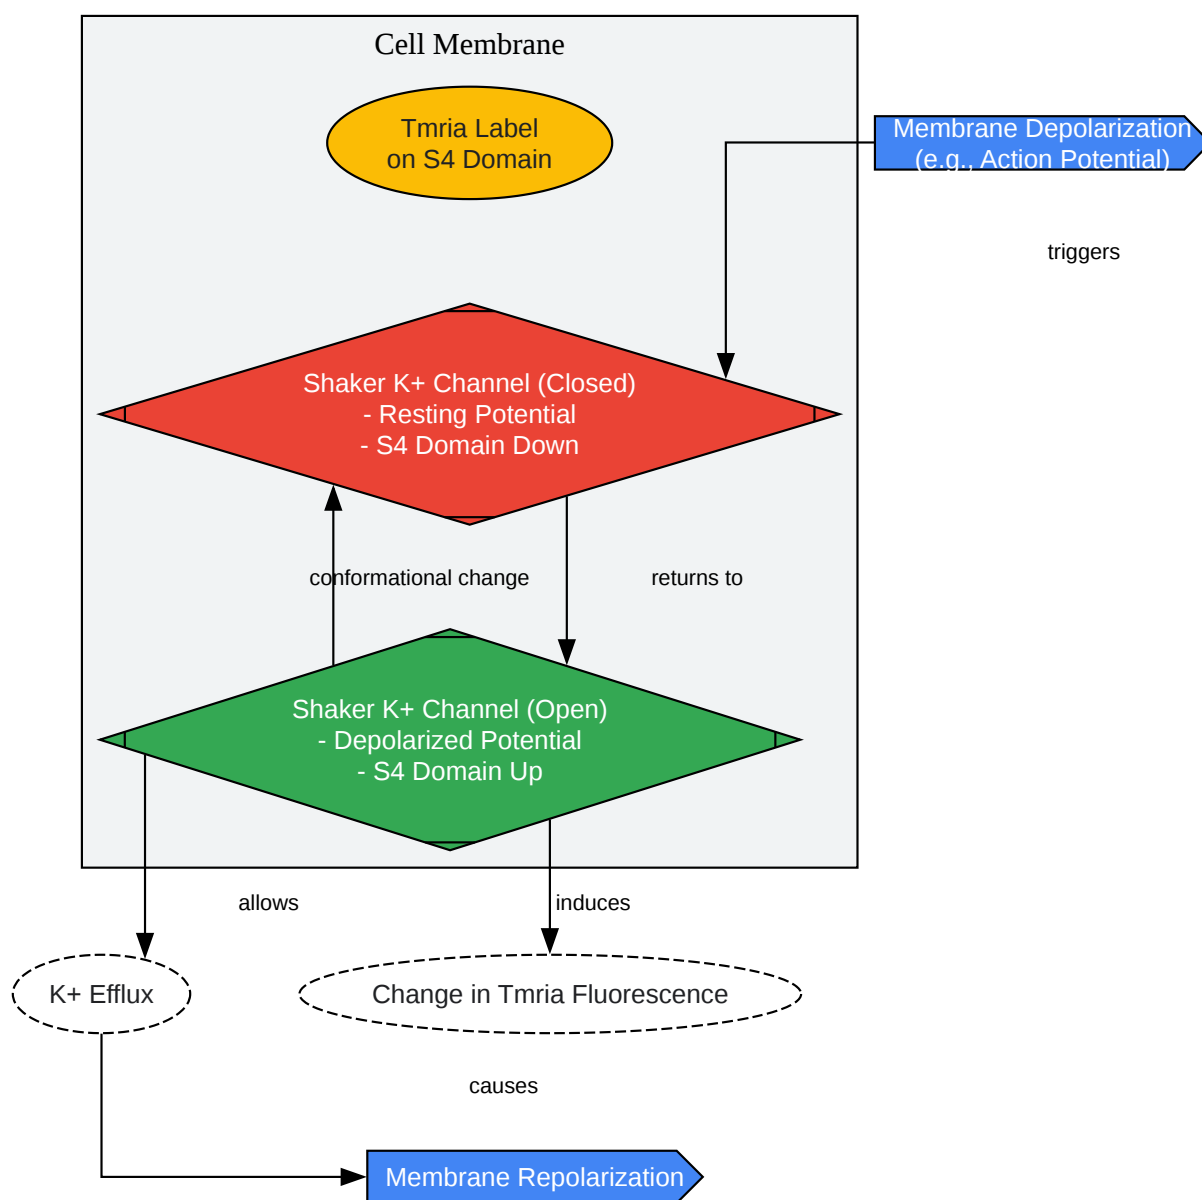 Cell Membrane
Tmria Label
on S4 Domain
Membrane Depolarization
(e.g., Action Potential)
triggers
Shaker K+ Channel (Closed)
- Resting Potential
- S4 Domain Down
conformational change
returns to
Shaker K+ Channel (Open)
- Depolarized Potential
- S4 Domain Up
allows
induces
K+ Efflux
Change in Tmria Fluorescence
causes
Membrane Repolarization